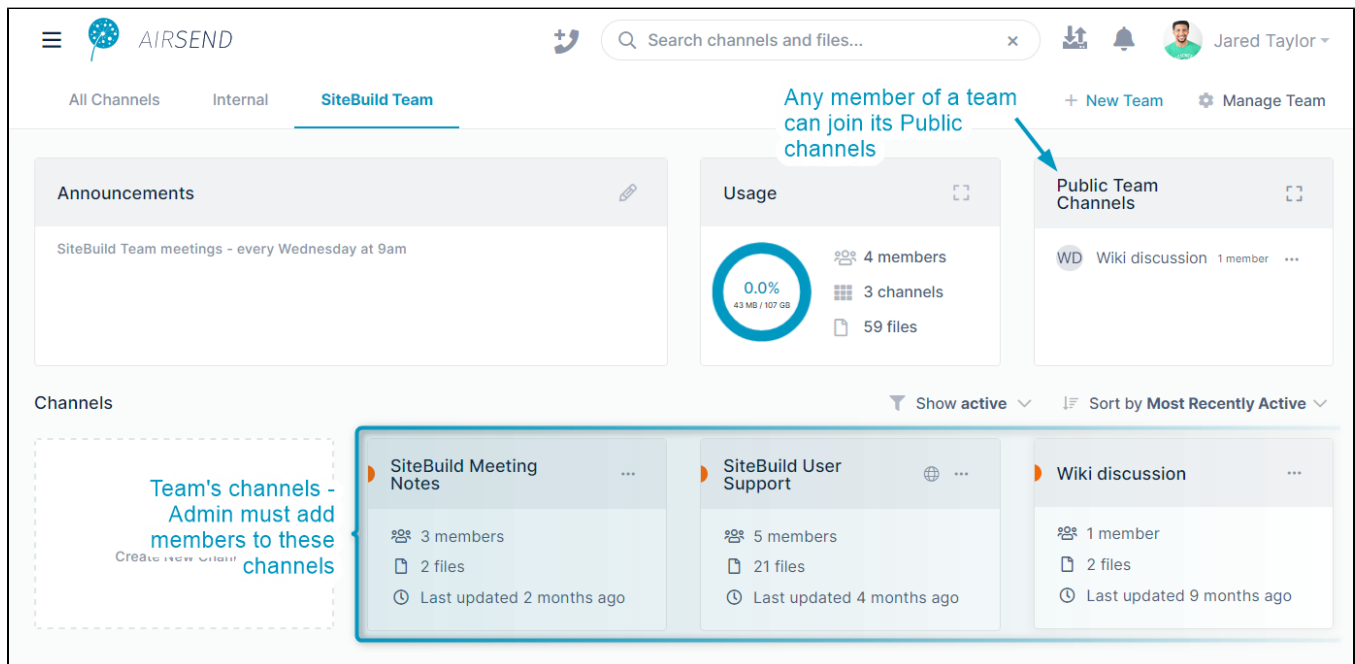 AIRSEND
Search channels and files...
Jared Taylor
All Channels
Internal
SiteBuild Team
Any member of a team
can join its Public
channels
+ New Team
Manage Team
Announcements
SiteBuild Team meetings - every Wednesday at 9am
Usage
0.0%
43 MB / 107 GB
4 members
3 channels
59 files
Public Team
Channels
WD
Wiki discussion
1 member
Channels
Show active
Sort by Most Recently Active
Team's channels -
Admin must add
members to these
channels
Create New
SiteBuild Meeting
Notes
3 members
2 files
Last updated 2 months ago
SiteBuild User
Support
5 members
21 files
Last updated 4 months ago
Wiki discussion
1 member
2 files
Last updated 9 months ago